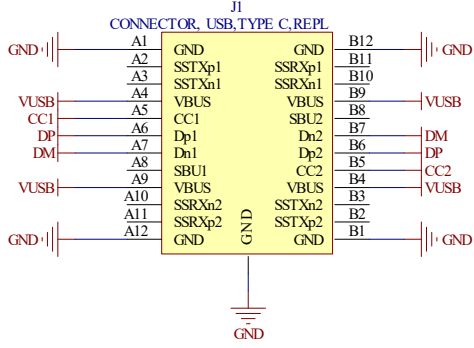 J1
CONNECTOR, USB, TYPE C, REPL
GND A1 GND GND B12 GND
A2 SSTXp1 SSRXp1 B11
A3 SSTXn1 SSRXn1 B10
VUSB A4 VBUS VBUS B9 VUSB
CC1 A5 CC1 SBU2 B8
DP A6 Dp1 Dn2 B7 DM
DM A7 Dn1 Dp2 B6 DP
A8 SBU1 CC2 B5 CC2
VUSB A9 VBUS VBUS B4 VUSB
A10 SSRXn2 SSTXn2 B3
A11 SSRXp2 SSTXp2 B2
GND A12 GND GND GND B1 GND
GND